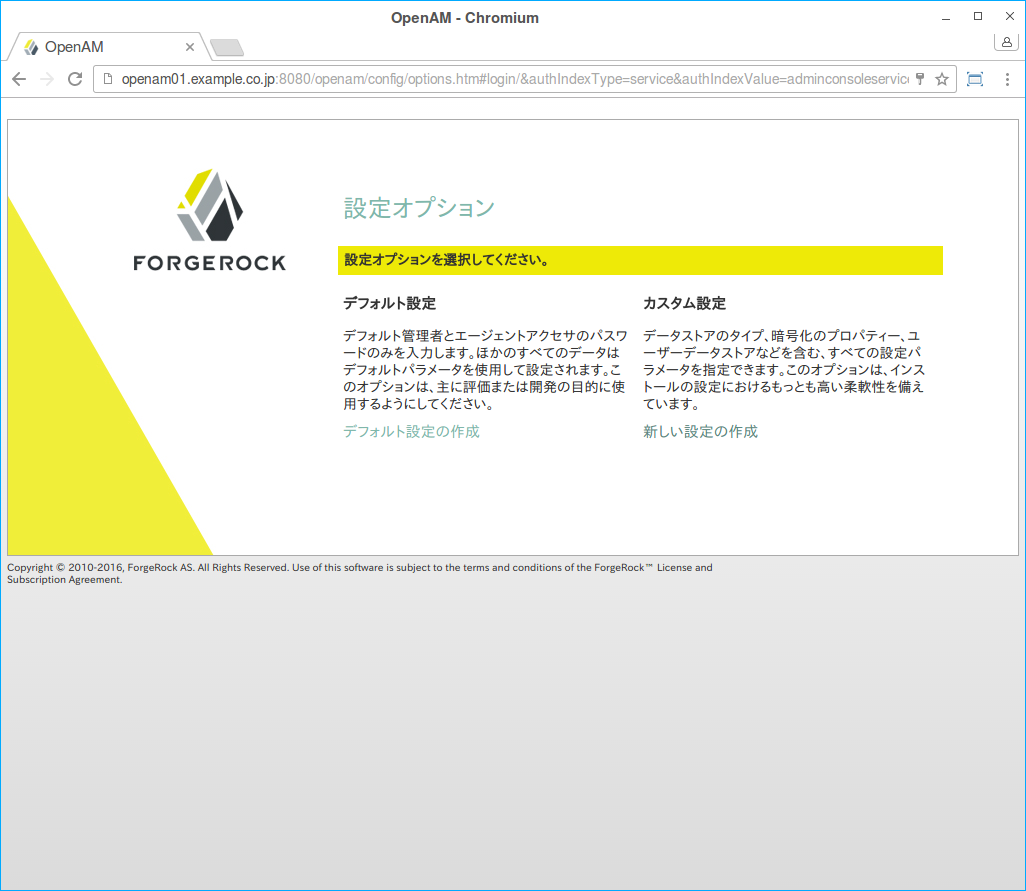 OpenAM - Chromium
OpenAM
openam01.example.co.jp:8080/openam/config/options.htm#login/&authIndexType=service&authIndexValue=adminconsoleservic
FORGEROCK
設定オプション
設定オプションを選択してください。
デフォルト設定
デフォルト管理者とエージェントアクセサのパスワ
ードのみを入力します。ほかのすべてのデータは
デフォルトパラメータを使用して設定されます。こ
のオプションは、主に評価または開発の目的に使
用するようにしてください。
デフォルト設定の作成
カスタム設定
データストアのタイプ、暗号化のプロパティー、ユ
ーザーデータストアなどを含む、すべての設定パ
ラメータを指定できます。このオプションは、インス
トールの設定におけるもっとも高い柔軟性を備え
ています。
新しい設定の作成
Copyright © 2010-2016, ForgeRock AS. All Rights Reserved. Use of this software is subject to the terms and conditions of the ForgeRock™ License and
Subscription Agreement.